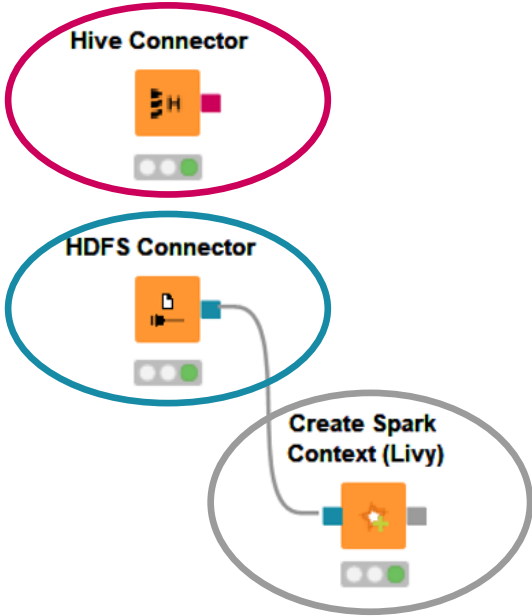 Hive Connector
H
HDFS Connector
Create Spark
Context (Livy)